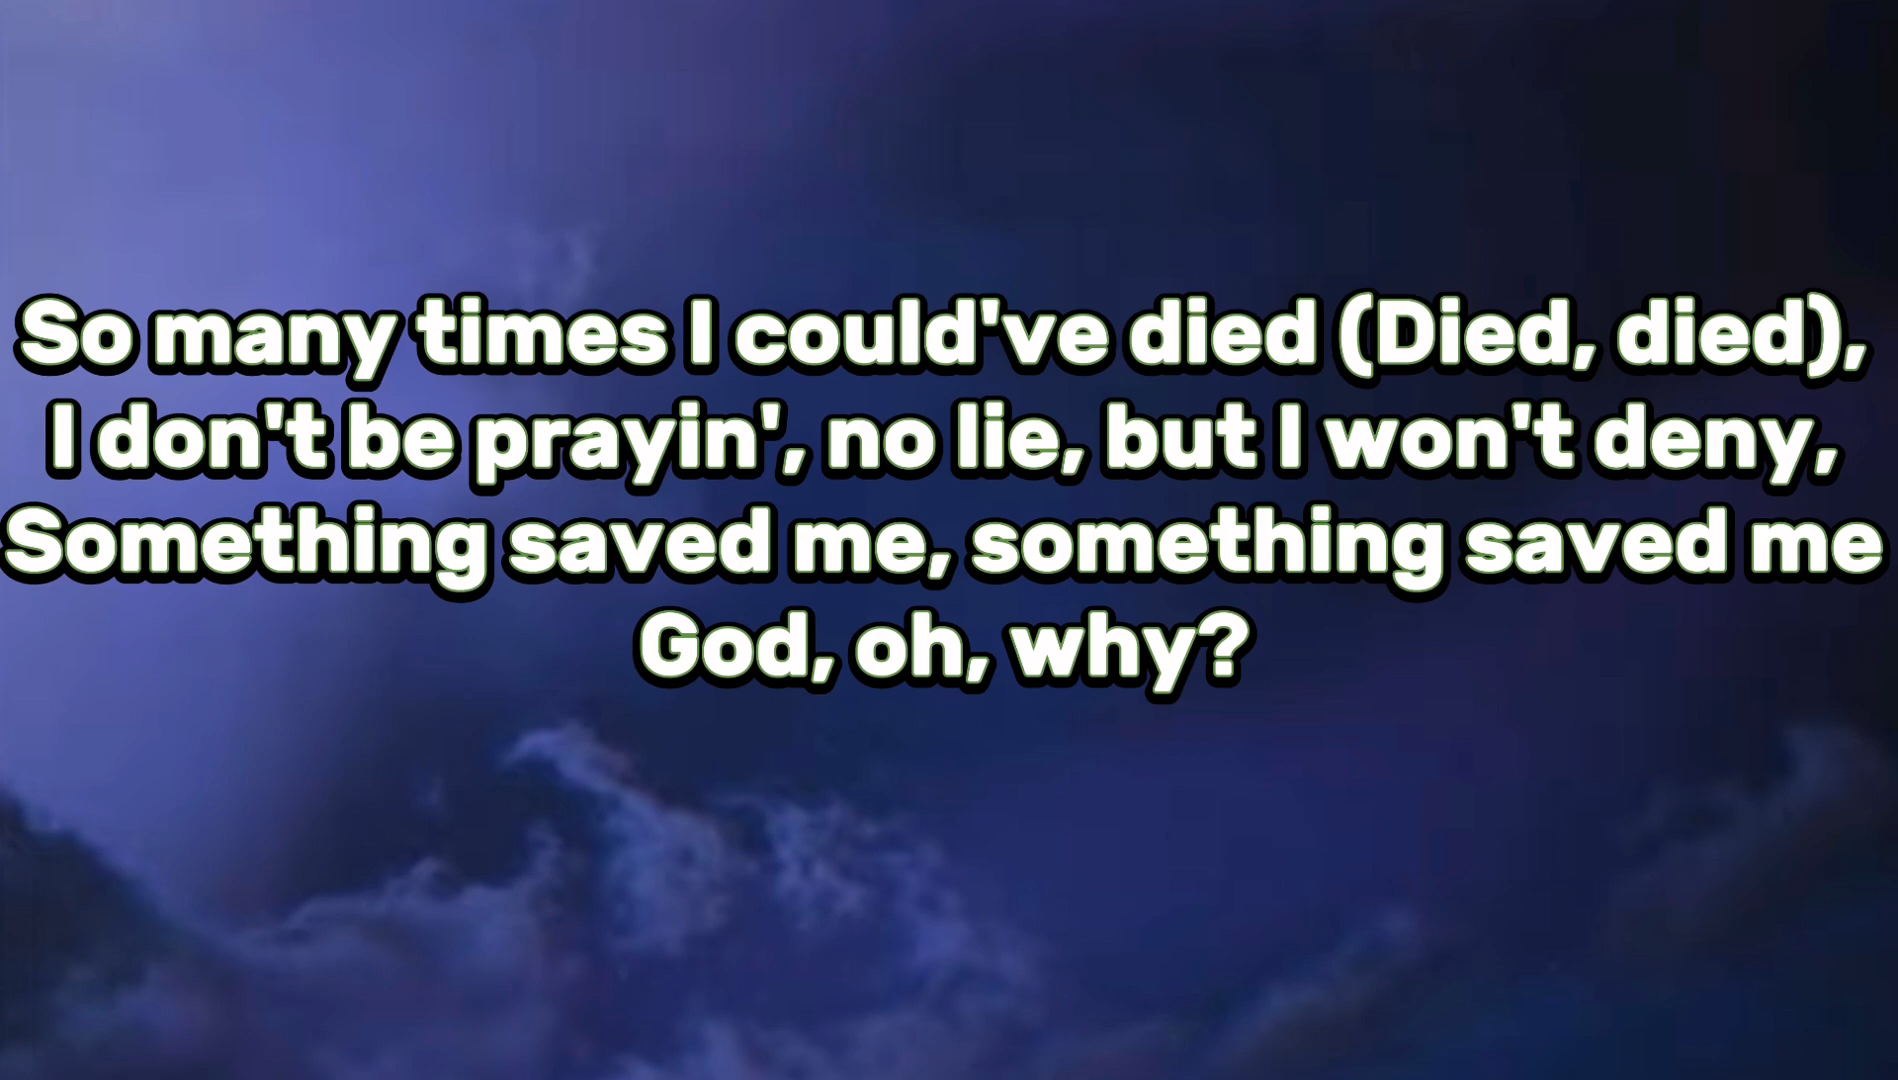 So many times I could've died (Died, died),
I don't be prayin', no lie, but I won't deny,
Something saved me, something saved me
God, oh, why?